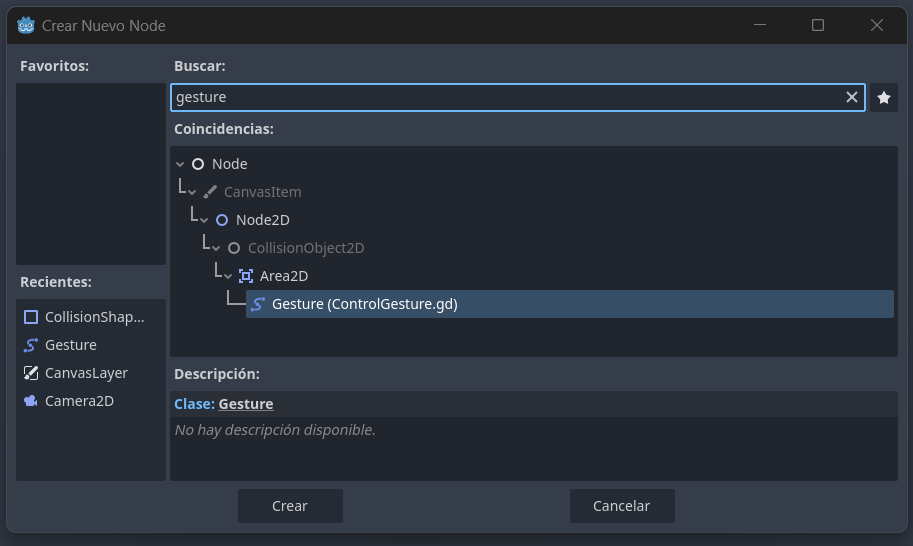 Crear Nuevo Node
Favoritos:
Buscar:
gesture
Coincidencias:
Node
CanvasItem
Node2D
CollisionObject2D
Area2D
Gesture (ControlGesture.gd)
Recientes:
CollisionShap...
Gesture
CanvasLayer
Camera2D
Descripción:
Clase: Gesture
No hay descripción disponible.
Crear
Cancelar